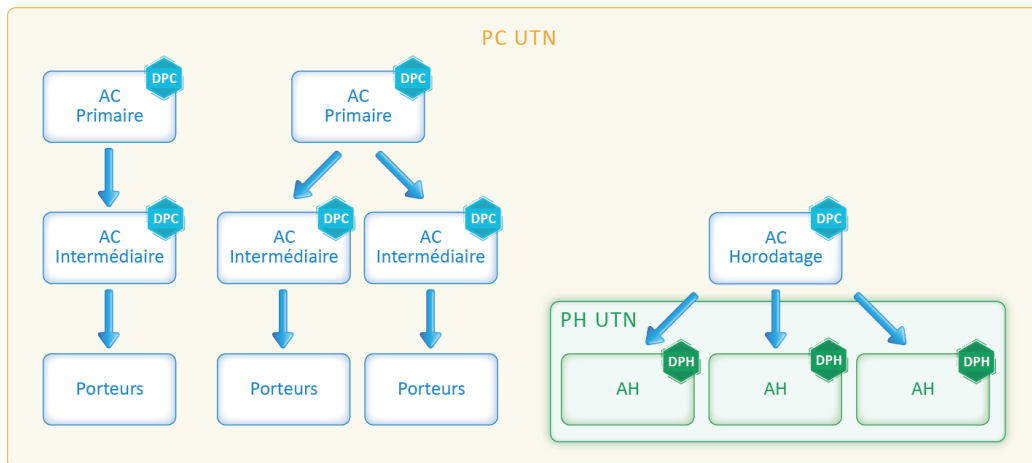 PC UTN
DPC
AC
Primaire
DPC
AC
Primaire
DPC
AC
Intermédiaire
DPC
AC
Intermédiaire
DPC
AC
Intermédiaire
DPC
AC
Horodatage
PH UTN
Porteurs
Porteurs
Porteurs
DPH
AH
DPH
AH
DPH
AH